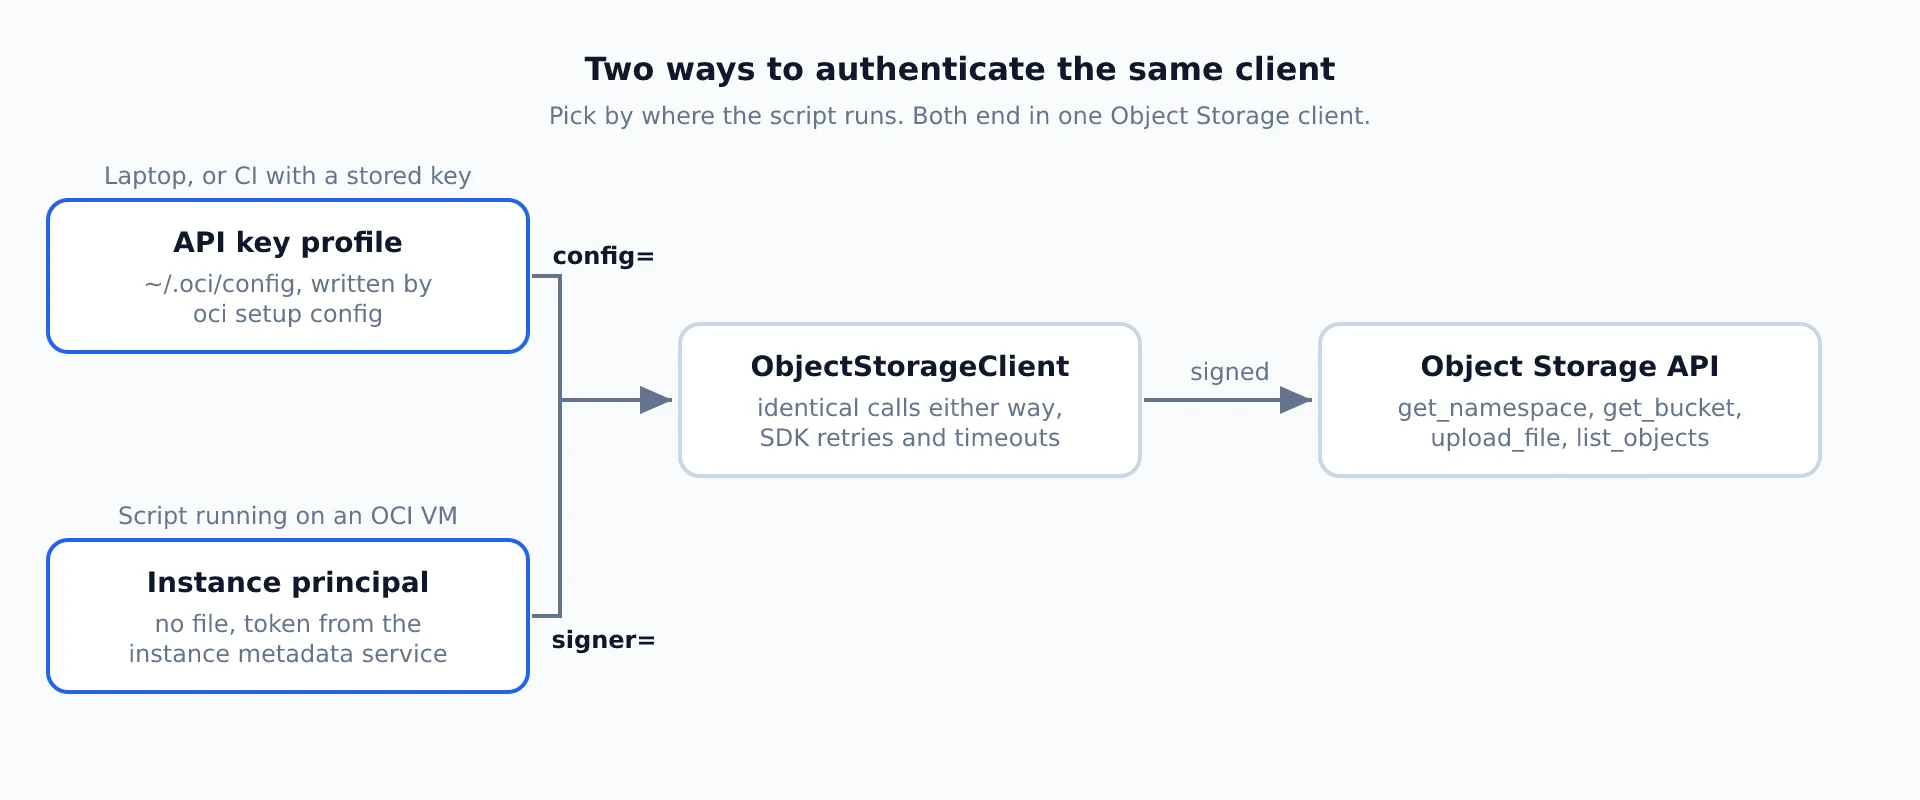 Two ways to authenticate the same client
Pick by where the script runs. Both end in one Object Storage client.
Laptop, or CI with a stored key
API key profile
~/.oci/config, written by
oci setup config
config=
ObjectStorageClient
identical calls either way,
SDK retries and timeouts
signed
Object Storage API
get_namespace, get_bucket,
upload_file, list_objects
Script running on an OCI VM
Instance principal
no file, token from the
instance metadata service
signer=